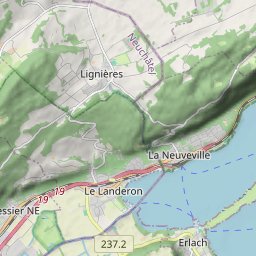 Neuchâtel
Lignières
La Neuveville
19
19
Le Landeron
essier NE
237.2
Erlach